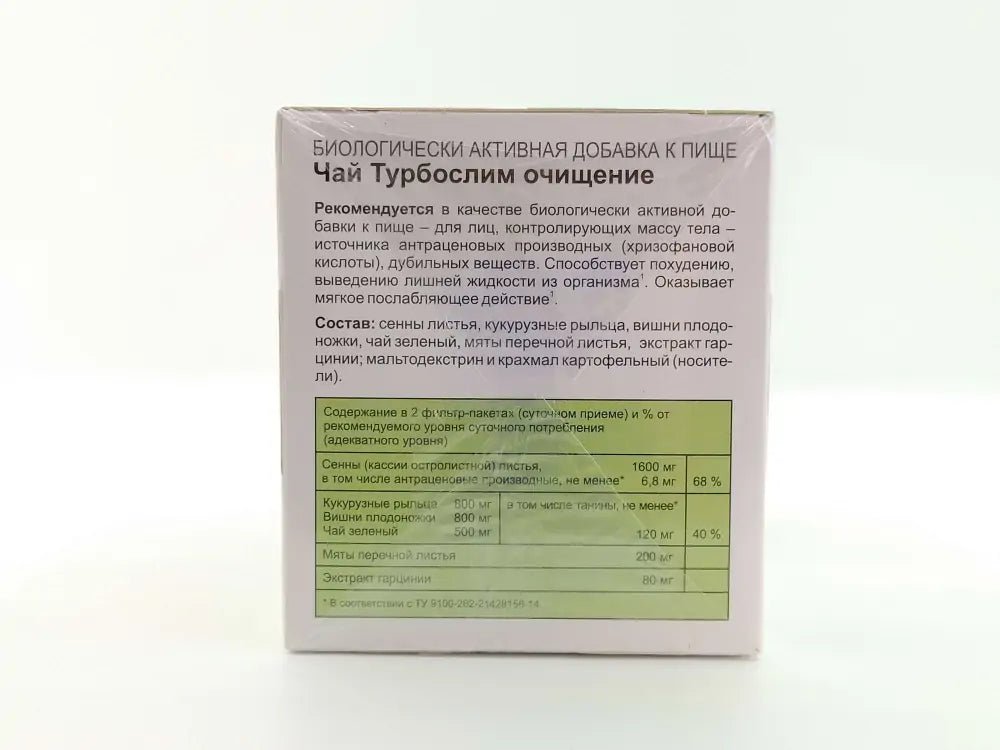 БИОЛОГИЧЕСКИ АКТИВНАЯ ДОБАВКА К ПИЩЕ
Чай Турбослим очищение
Рекомендуется в качестве биологически активной до-
бавки к пище – для лиц, контролирующих массу тела –
источника антраценовых производных (хризофановой
кислоты), дубильных веществ. Способствует похудению,
выведению лишней жидкости из организма¹. Оказывает
мягкое послабляющее действие¹.
Состав: сенны листья, кукурузные рыльца, вишни плодо-
ножки, чай зеленый, мяты перечной листья, экстракт гар-
цинии; мальтодекстрин и крахмал картофельный (носите-
ли).
Содержание в 2 фильтр-пакетах (суточном приеме) и % от
рекомендуемого уровня суточного потребления
(адекватного уровня)
Сенны (кассии остролистной) листья, 1600 мг
в том числе антраценовые производные, не менее* 6,8 мг 68 %
Кукурузные рыльца 800 мг в том числе танины, не менее*
Вишни плодоножки 800 мг
Чай зеленый 500 мг 120 мг 40 %
Мяты перечной листья 200 мг
Экстракт гарцинии 80 мг
* В соответствии с ТУ 9100-282-21428156-14